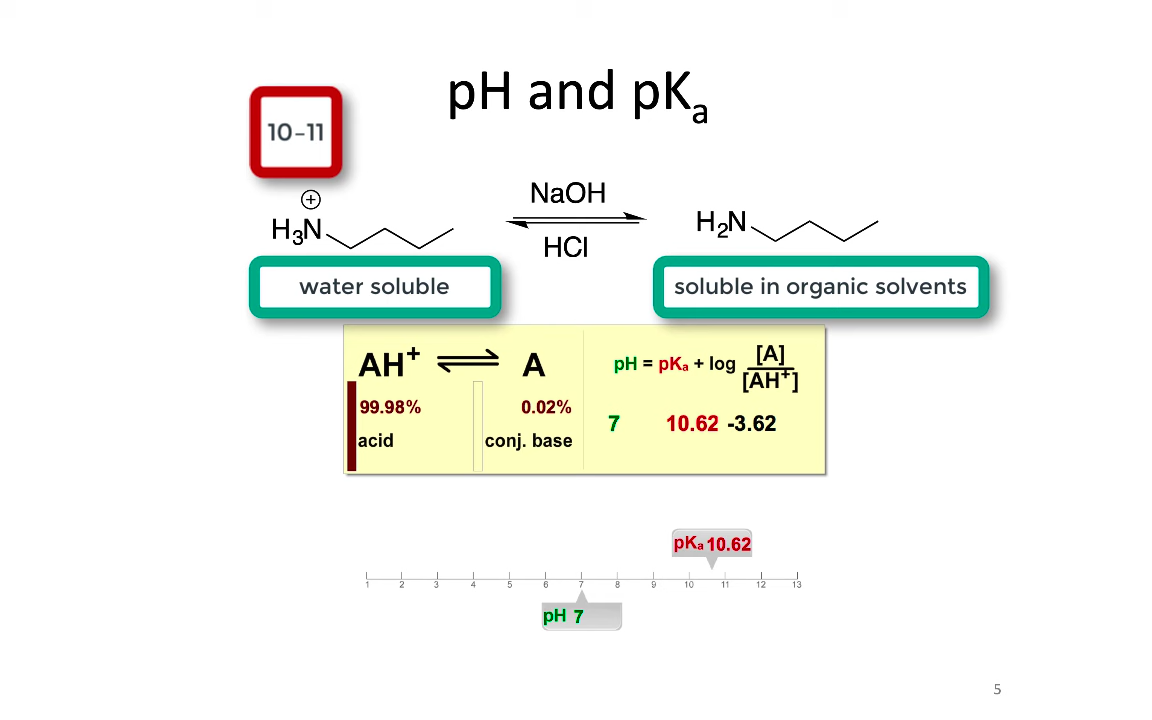 pH and pKₐ
10-11
NaOH
⊕
H₃N
H₂N
HCl
water soluble
soluble in organic solvents
AH⁺ ⇌ A
99.98% 0.02%
acid conj. base
pH = pKₐ + log [A]/[AH⁺]
7 10.62 -3.62
pKₐ 10.62
1 2 3 4 5 6 7 8 9 10 11 12 13
pH 7
5